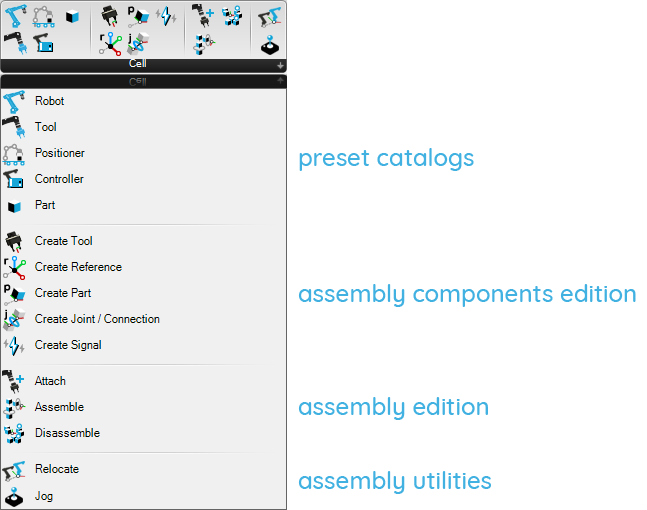 Cell
Cell
Robot
Tool
Positioner
preset catalogs
Controller
Part
Create Tool
Create Reference
Create Part
assembly components edition
Create Joint / Connection
Create Signal
Attach
Assemble
assembly edition
Disassemble
Relocate
assembly utilities
Jog